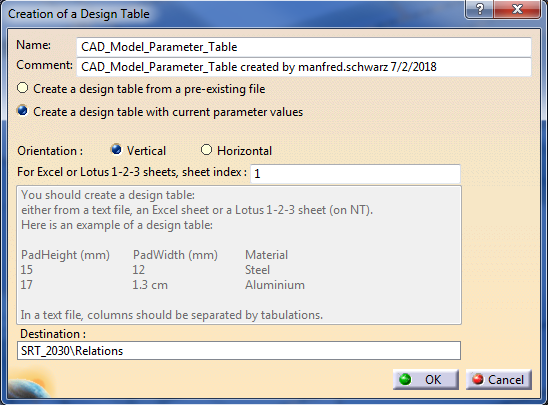 Creation of a Design Table
Name: CAD_Model_Parameter_Table
Comment: CAD_Model_Parameter_Table created by manfred.schwarz 7/2/2018
Create a design table from a pre-existing file
Create a design table with current parameter values
Orientation : Vertical Horizontal
For Excel or Lotus 1-2-3 sheets, sheet index : 1
You should create a design table:
either from a text file, an Excel sheet or a Lotus 1-2-3 sheet (on NT).
Here is an example of a design table:
PadHeight (mm) PadWidth (mm) Material
15 12 Steel
17 1.3 cm Aluminium
In a text file, columns should be separated by tabulations.
Destination :
SRT_2030\Relations
OK Cancel